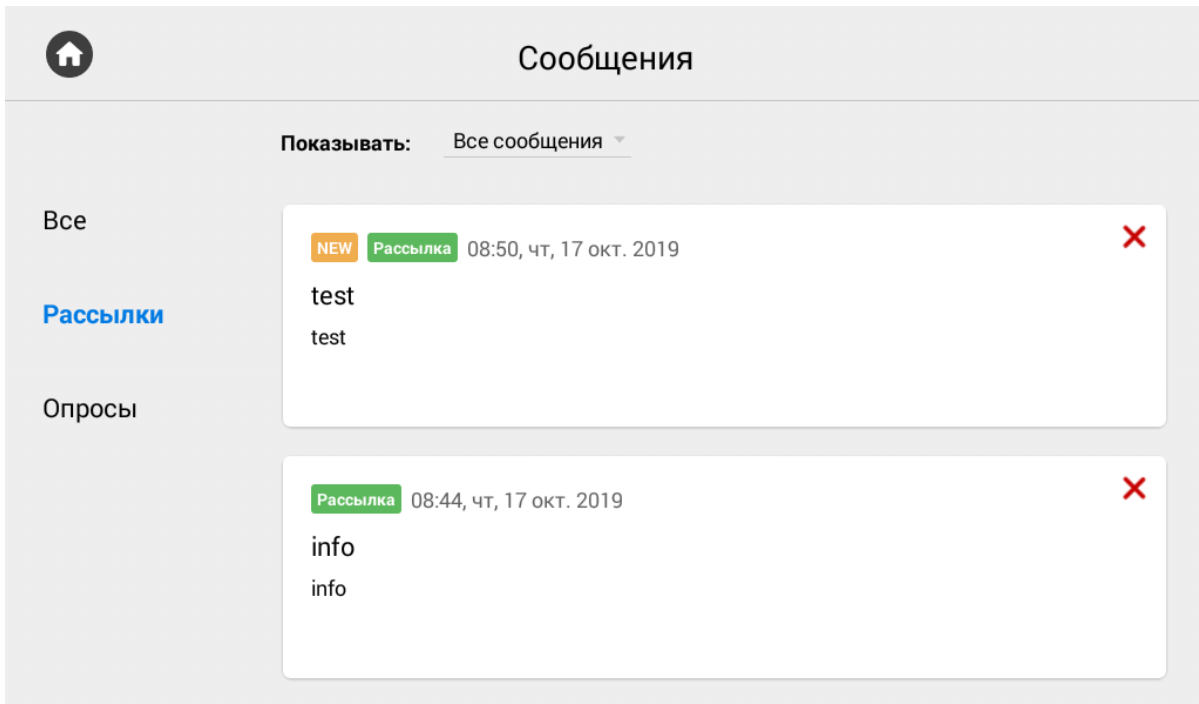 Сообщения
Показывать: Все сообщения
Все
Рассылки
Опросы
NEW Рассылка 08:50, чт, 17 окт. 2019
test
test
Рассылка 08:44, чт, 17 окт. 2019
info
info